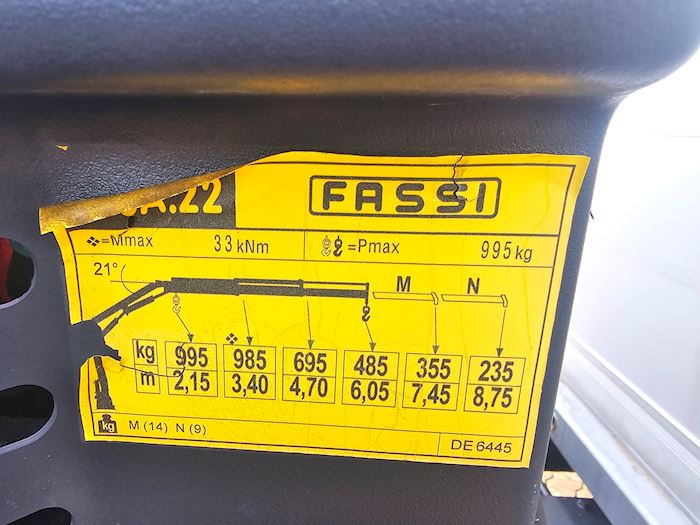 A.22 FASSI
=Mmax 33 kNm =Pmax 995 kg
21° M N
kg 995 985 695 485 355 235
m 2,15 3,40 4,70 6,05 7,45 8,75
kg M (14) N (9) DE 6445